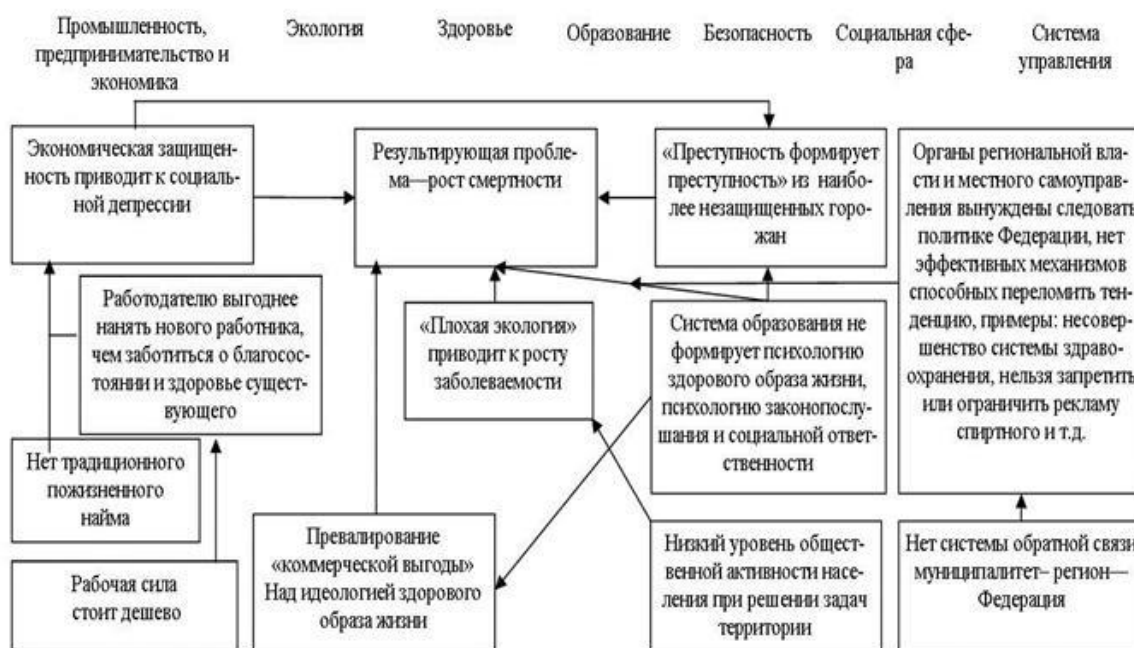 Промышленность,
предпринимательство и
экономика
Экология
Здоровье
Образование
Безопасность
Социальная сфе-
ра
Система
управления
Экономическая защищен-
ность приводит к социаль-
ной депрессии
Результирующая пробле-
ма—рост смертности
«Преступность формирует
преступность» из наибо-
лее незащищенных горо-
жан
Органы региональной вла-
сти и местного самоуправ-
ления вынуждены следовать
политике Федерации, нет
эффективных механизмов
способных переломить тен-
денцию, примеры: несовер-
шенство системы здраво-
охранения, нельзя запретить
или ограничить рекламу
спиртного и т.д.
Работодателю выгоднее
нанять нового работника,
чем заботиться о благосос-
тоянии и здоровье сущест-
вующего
«Плохая экология»
приводит к росту
заболеваемости
Система образования не
формирует психологию
здорового образа жизни,
психологию законопослу-
шания и социальной ответ-
ственности
Нет традиционного
пожизненного
найма
Рабочая сила
стоит дешево
Превалирование
«коммерческой выгоды»
Над идеологией здорового
образа жизни
Низкий уровень общест-
венной активности насе-
ления при решении задач
территории
Нет системы обратной связи
муниципалитет– регион—
Федерация